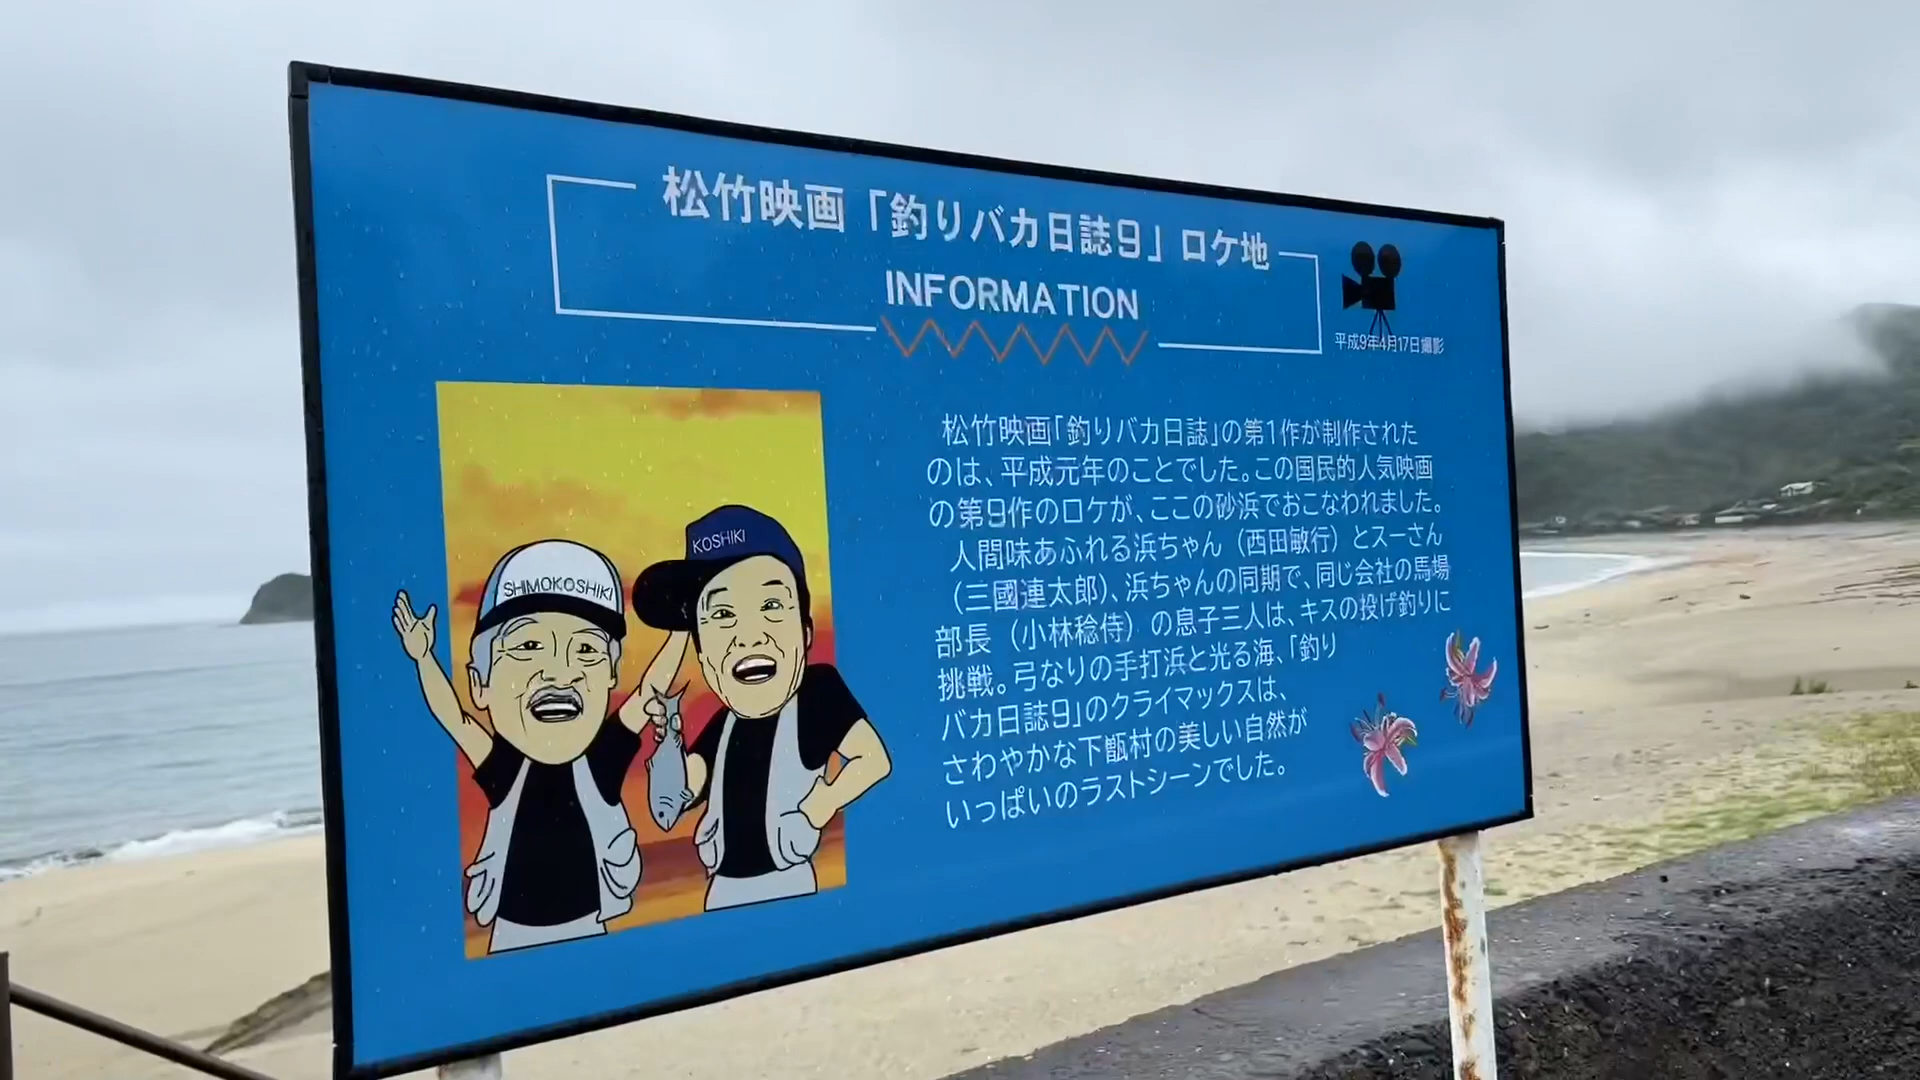 松竹映画「釣りバカ日誌9」ロケ地
INFORMATION
平成9年4月17日撮影
松竹映画「釣りバカ日誌」の第1作が制作された
のは、平成元年のことでした。この国民的人気映画
の第9作のロケが、ここの砂浜でおこなわれました。
人間味あふれる浜ちゃん（西田敏行）とスーさん
（三國連太郎）、浜ちゃんの同期で、同じ会社の馬場
部長（小林稔侍）の息子三人は、キスの投げ釣りに
挑戦。弓なりの手打浜と光る海、「釣り
バカ日誌9」のクライマックスは、
さわやかな下甑村の美しい自然が
いっぱいのラストシーンでした。
KOSHIKI
SHIMOKOSHIKI